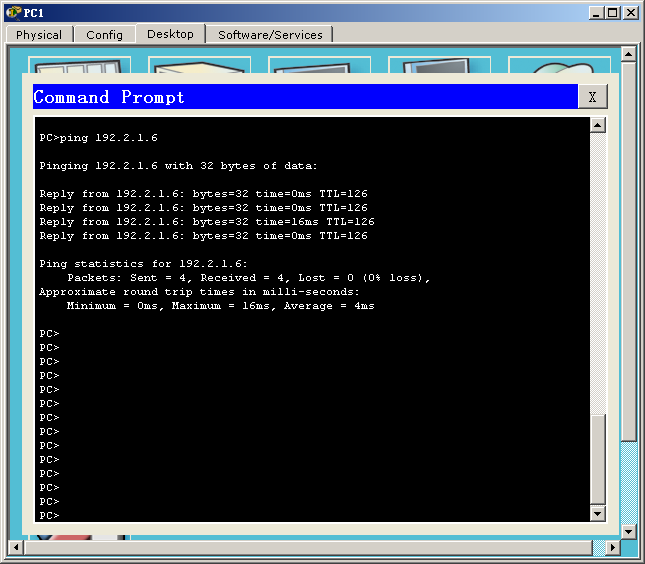 PC1
Physical Config Desktop Software/Services
Command Prompt X
PC>ping 192.2.1.6
Pinging 192.2.1.6 with 32 bytes of data:
Reply from 192.2.1.6: bytes=32 time=0ms TTL=126
Reply from 192.2.1.6: bytes=32 time=0ms TTL=126
Reply from 192.2.1.6: bytes=32 time=16ms TTL=126
Reply from 192.2.1.6: bytes=32 time=0ms TTL=126
Ping statistics for 192.2.1.6:
Packets: Sent = 4, Received = 4, Lost = 0 (0% loss),
Approximate round trip times in milli-seconds:
Minimum = 0ms, Maximum = 16ms, Average = 4ms
PC>
PC>
PC>
PC>
PC>
PC>
PC>
PC>
PC>
PC>
PC>
PC>
PC>
PC>